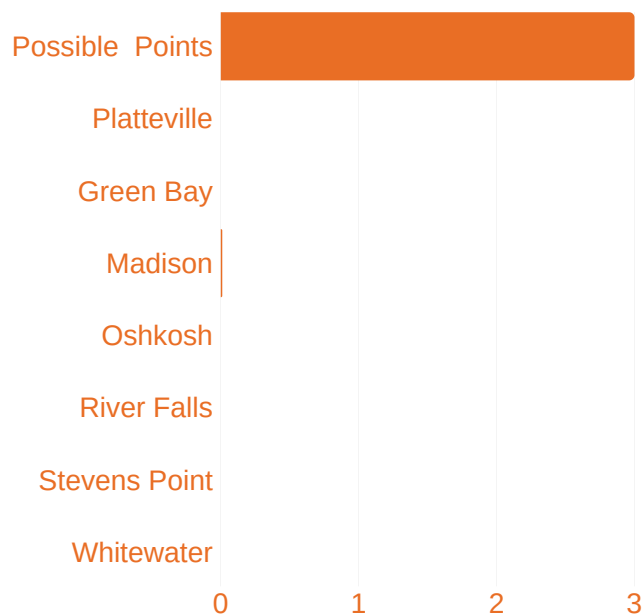 Possible  Points
Platteville
Green Bay
Madison
Oshkosh
River Falls
Stevens Point
Whitewater
0 1 2 3